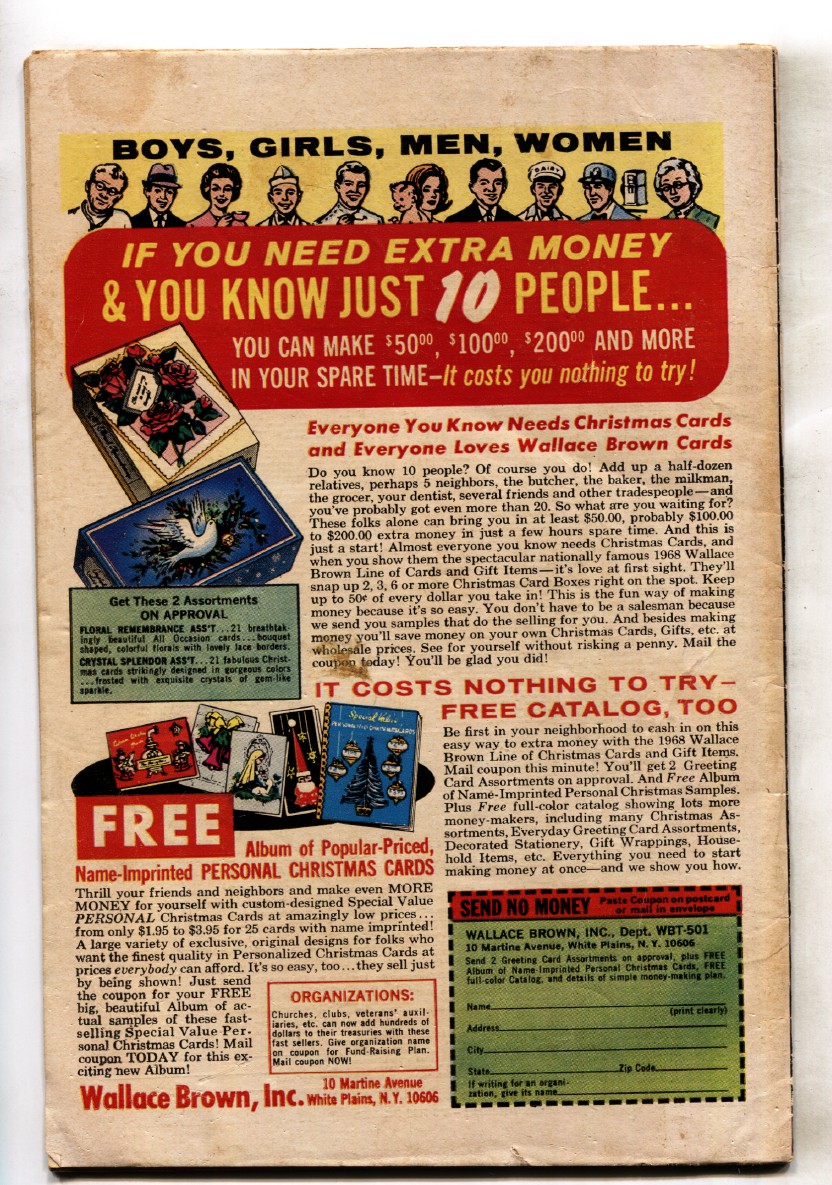 BOYS, GIRLS, MEN, WOMEN
DAIRY
IF YOU NEED EXTRA MONEY
& YOU KNOW JUST 10 PEOPLE...
YOU CAN MAKE $50⁰⁰, $100⁰⁰, $200⁰⁰ AND MORE
IN YOUR SPARE TIME—It costs you nothing to try!
Everyone You Know Needs Christmas Cards
and Everyone Loves Wallace Brown Cards
Do you know 10 people? Of course you do! Add up a half-dozen
relatives, perhaps 5 neighbors, the butcher, the baker, the milkman,
the grocer, your dentist, several friends and other tradespeople—and
you've probably got even more than 20. So what are you waiting for?
These folks alone can bring you in at least $50.00, probably $100.00
to $200.00 extra money in just a few hours spare time. And this is
just a start! Almost everyone you know needs Christmas Cards, and
when you show them the spectacular nationally famous 1968 Wallace
Brown Line of Cards and Gift Items—it's love at first sight. They'll
snap up 2, 3, 6 or more Christmas Card Boxes right on the spot. Keep
up to 50¢ of every dollar you take in! This is the fun way of making
money because it's so easy. You don't have to be a salesman because
we send you samples that do the selling for you. And besides making
money you'll save money on your own Christmas Cards, Gifts, etc. at
wholesale prices. See for yourself without risking a penny. Mail the
coupon today! You'll be glad you did!
Get These 2 Assortments
ON APPROVAL
FLORAL REMEMBRANCE ASS'T...21 breathtak-
ingly beautiful All Occasion cards...bouquet
shaped, colorful florals with lovely lace borders.
CRYSTAL SPLENDOR ASS'T...21 fabulous Christ-
mas cards strikingly designed in gorgeous colors
...frosted with exquisite crystals of gem-like
sparkle.
IT COSTS NOTHING TO TRY—
FREE CATALOG, TOO
Be first in your neighborhood to cash in on this
easy way to extra money with the 1968 Wallace
Brown Line of Christmas Cards and Gift Items.
Mail coupon this minute! You'll get 2 Greeting
Card Assortments on approval. And Free Album
of Name-Imprinted Personal Christmas Samples.
Plus Free full-color catalog showing lots more
money-makers, including many Christmas As-
sortments, Everyday Greeting Card Assortments,
Decorated Stationery, Gift Wrappings, House-
hold Items, etc. Everything you need to start
making money at once—and we show you how.
Special Value
PERSONAL CHRISTMAS CARDS
FREE
Album of Popular-Priced,
Name-Imprinted PERSONAL CHRISTMAS CARDS
Thrill your friends and neighbors and make even MORE
MONEY for yourself with custom-designed Special Value
PERSONAL Christmas Cards at amazingly low prices...
from only $1.95 to $3.95 for 25 cards with name imprinted!
A large variety of exclusive, original designs for folks who
want the finest quality in Personalized Christmas Cards at
prices everybody can afford. It's so easy, too...they sell just
by being shown! Just send
the coupon for your FREE
big, beautiful Album of ac-
tual samples of these fast-
selling Special Value Per-
sonal Christmas Cards! Mail
coupon TODAY for this ex-
citing new Album!
ORGANIZATIONS:
Churches, clubs, veterans' auxil-
iaries, etc. can now add hundreds of
dollars to their treasuries with these
fast sellers. Give organization name
on coupon for Fund-Raising Plan.
Mail coupon NOW!
Wallace Brown, Inc. 10 Martine Avenue
White Plains, N.Y. 10606
SEND NO MONEY Paste Coupon on postcard
or mail in envelope
WALLACE BROWN, INC., Dept. WBT-501
10 Martine Avenue, White Plains, N. Y. 10606
Send 2 Greeting Card Assortments on approval, plus FREE
Album of Name-Imprinted Personal Christmas Cards, FREE
full-color Catalog, and details of simple money-making plan.
Name
(print clearly)
Address
City
State Zip Code
If writing for an organi-
zation, give its name